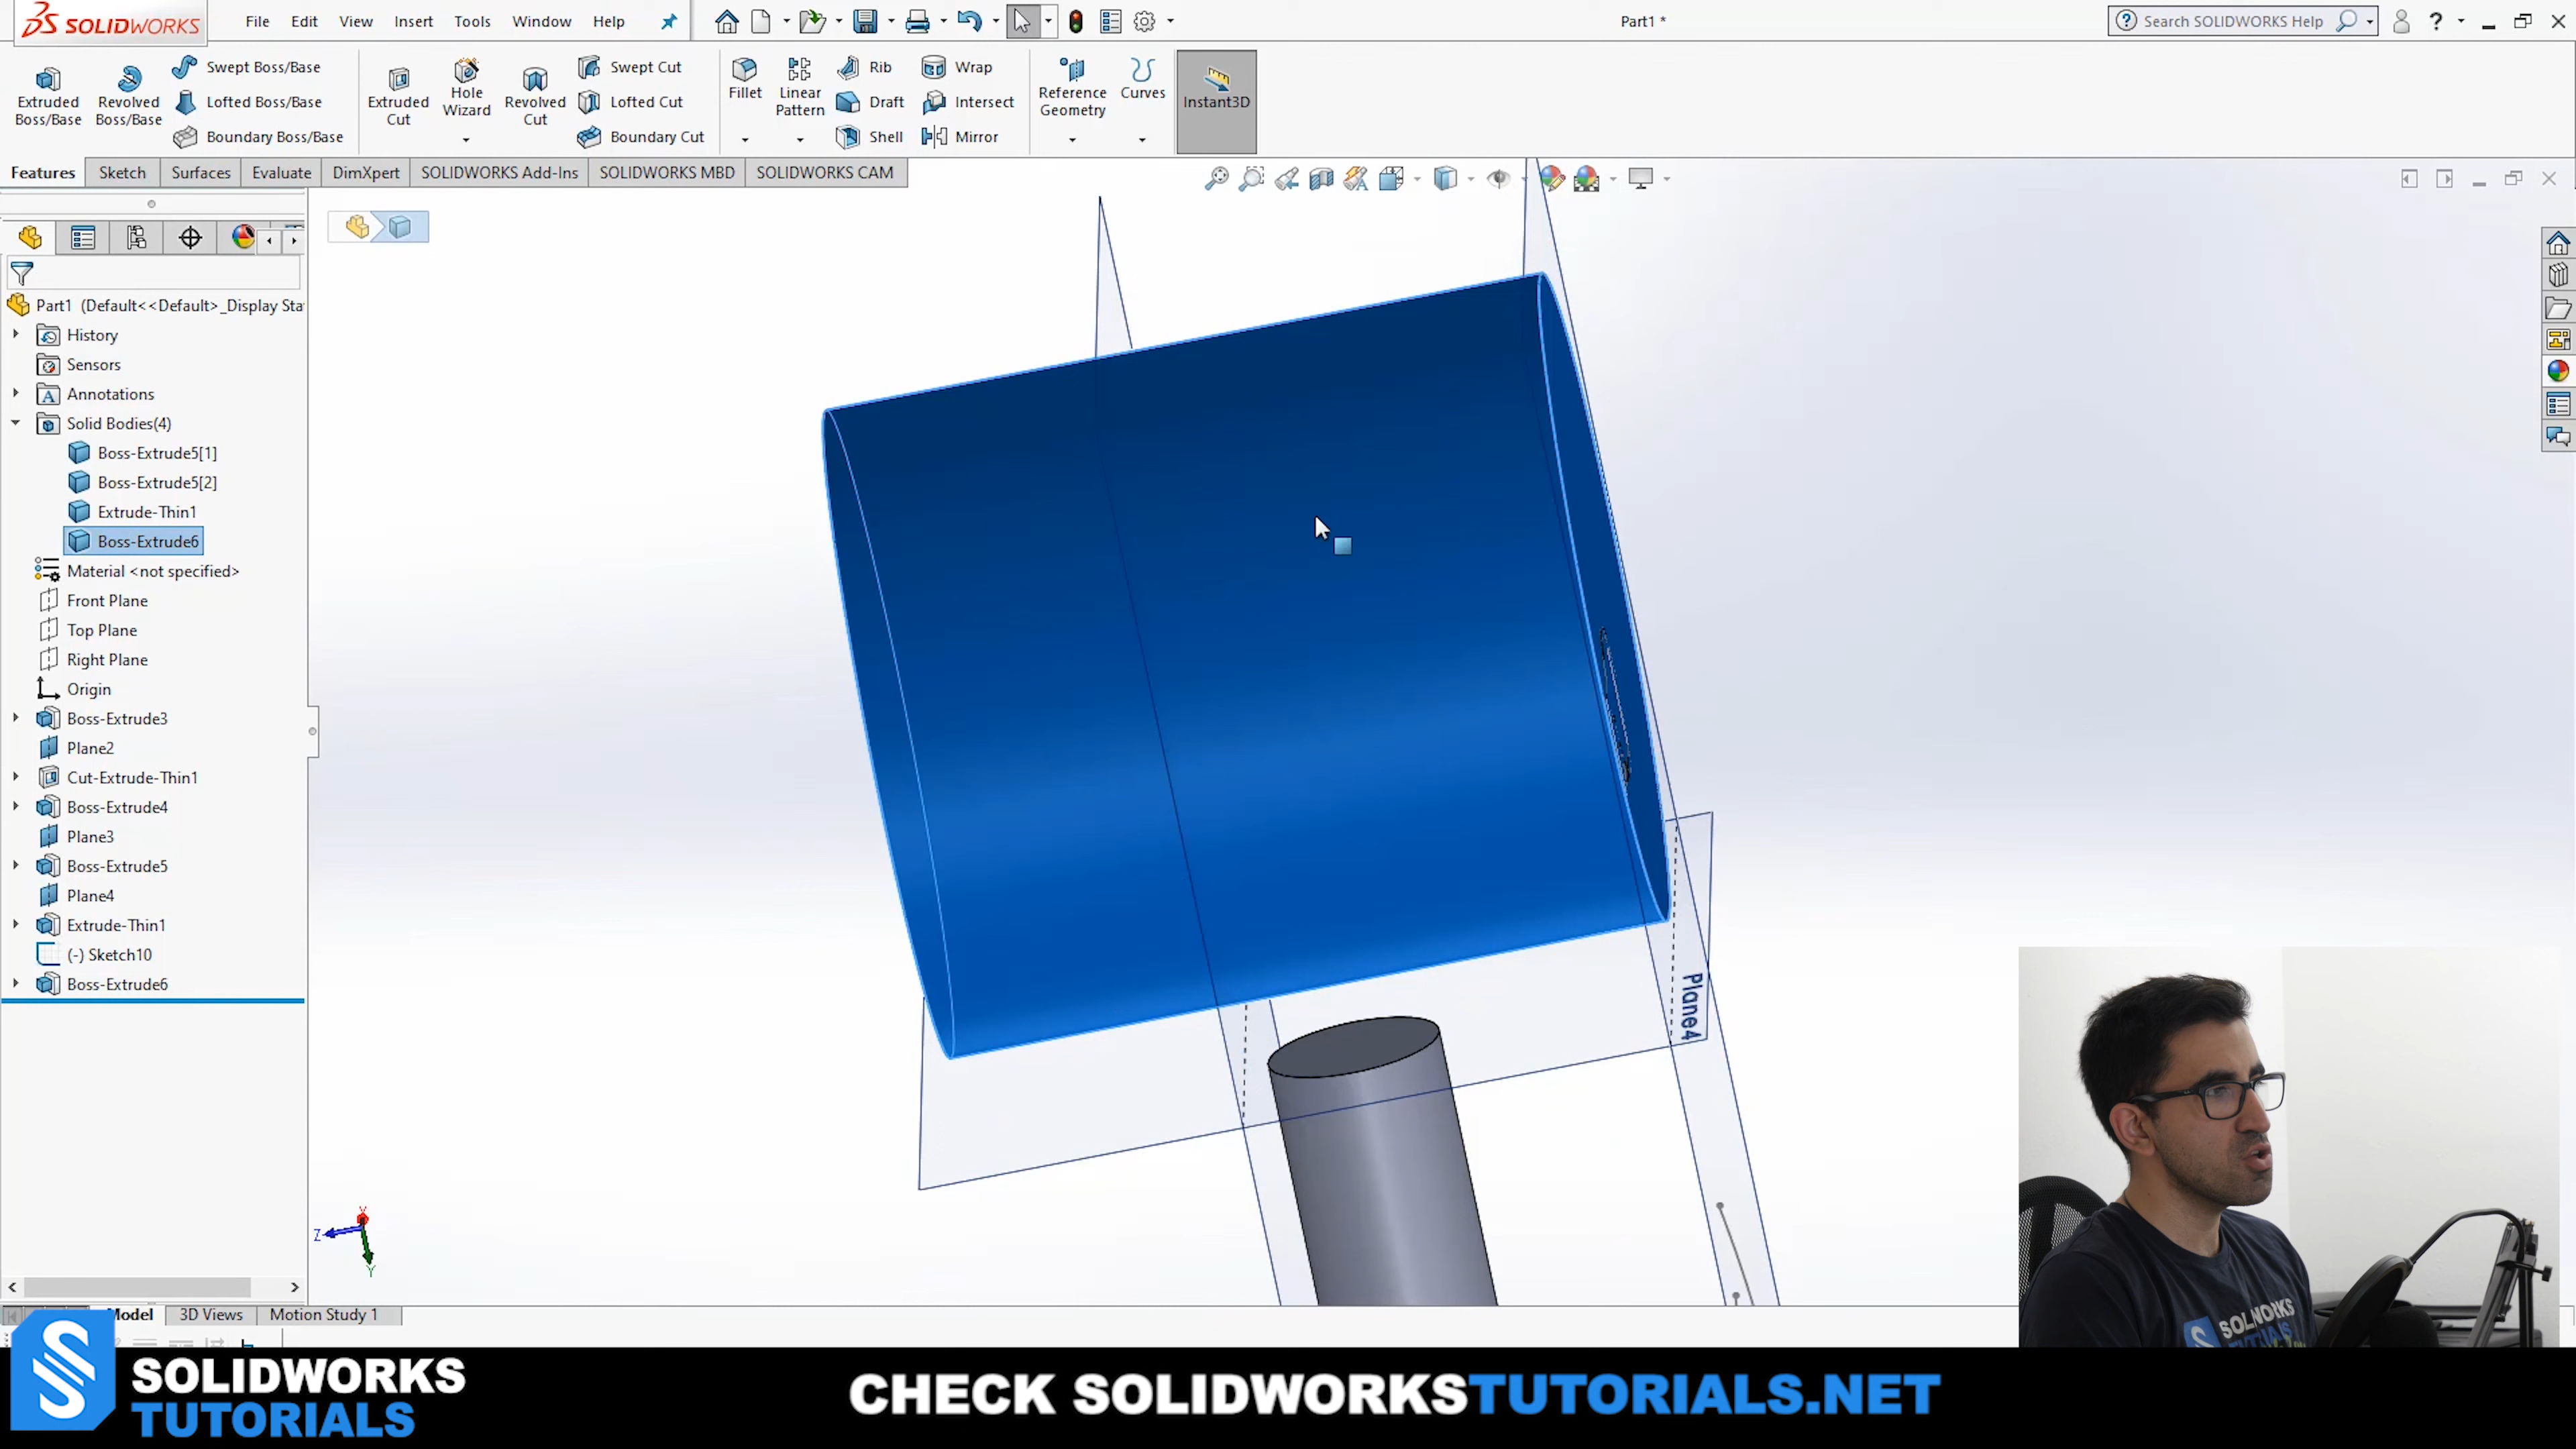 SOLIDWORKS
File Edit View Insert Tools Window Help
Part1 *
Search SOLIDWORKS Help
Extruded Boss/Base
Revolved Boss/Base
Swept Boss/Base
Lofted Boss/Base
Boundary Boss/Base
Extruded Cut
Hole Wizard
Revolved Cut
Swept Cut
Lofted Cut
Boundary Cut
Fillet
Linear Pattern
Rib
Draft
Shell
Wrap
Intersect
Mirror
Reference Geometry
Curves
Instant3D
Features Sketch Surfaces Evaluate DimXpert SOLIDWORKS Add-Ins SOLIDWORKS MBD SOLIDWORKS CAM
Part1 (Default<<Default>_Display Sta
History
Sensors
Annotations
Solid Bodies(4)
Boss-Extrude5[1]
Boss-Extrude5[2]
Extrude-Thin1
Boss-Extrude6
Material <not specified>
Front Plane
Top Plane
Right Plane
Origin
Boss-Extrude3
Plane2
Cut-Extrude-Thin1
Boss-Extrude4
Plane3
Boss-Extrude5
Plane4
Extrude-Thin1
(-) Sketch10
Boss-Extrude6
Plane4
Z
Y
Model 3D Views Motion Study 1
SOLIDWORKS
TUTORIALS
SOLIDWORKS
TUTORIALS
CHECK SOLIDWORKSTUTORIALS.NET